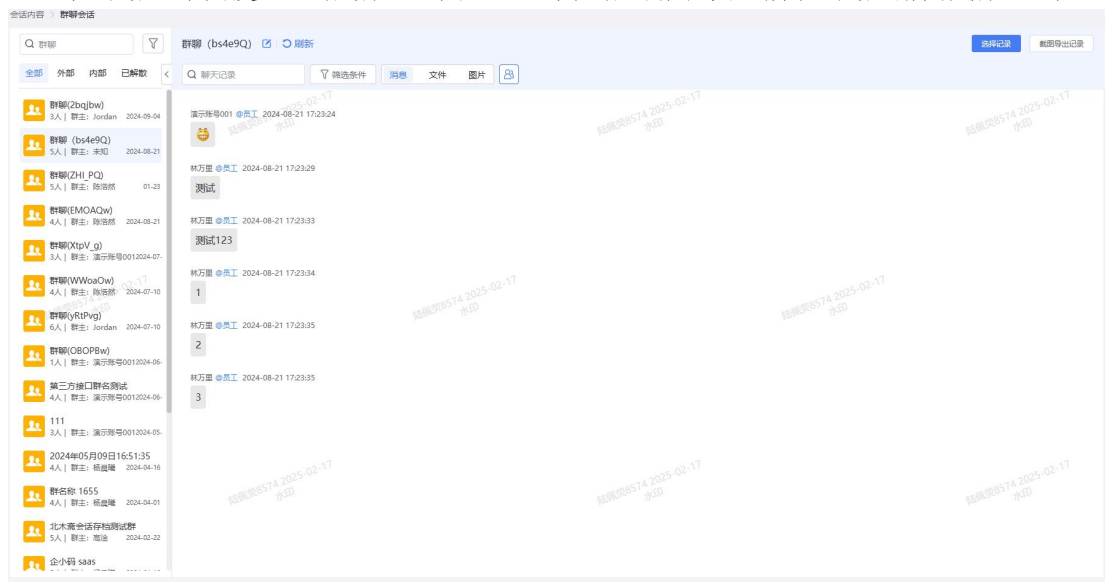 会话内容 > 群聊会话
群聊
全部 外部 内部 已解散 <
群聊(2bqjbw)
3人 | 群主: Jordan 2024-09-04
群聊 (bs4e9Q)
5人 | 群主: 未知 2024-08-21
群聊(ZHI_PQ)
5人 | 群主: 陈浩然 01-23
群聊(EMOAQw)
4人 | 群主: 陈浩然 2024-08-21
群聊(XtpV_g)
3人 | 群主: 演示账号0012024-07-
群聊(WWoaOw)
4人 | 群主: 陈浩然 2024-07-10
群聊(yRtPvg)
6人 | 群主: Jordan 2024-07-10
群聊(OBOPBw)
1人 | 群主: 演示账号0012024-06-
第三方接口群名测试
4人 | 群主: 演示账号0012024-06-
111
3人 | 群主: 演示账号0012024-05-
2024年05月09日16:51:35
4人 | 群主: 杨晨曦 2024-04-16
群名称 1655
4人 | 群主: 杨晨曦 2024-04-01
北木斋会话存档测试群
5人 | 群主: 高淦 2024-02-22
企小码 saas
群聊 (bs4e9Q) 刷新
选择记录 截图导出记录
聊天记录 筛选条件 消息 文件 图片
演示账号001 @员工 2024-08-21 17:23:24
林万里 @员工 2024-08-21 17:23:29
测试
林万里 @员工 2024-08-21 17:23:33
测试123
林万里 @员工 2024-08-21 17:23:34
1
林万里 @员工 2024-08-21 17:23:35
2
林万里 @员工 2024-08-21 17:23:35
3
陆佩荧8574 2025-02-17
水印